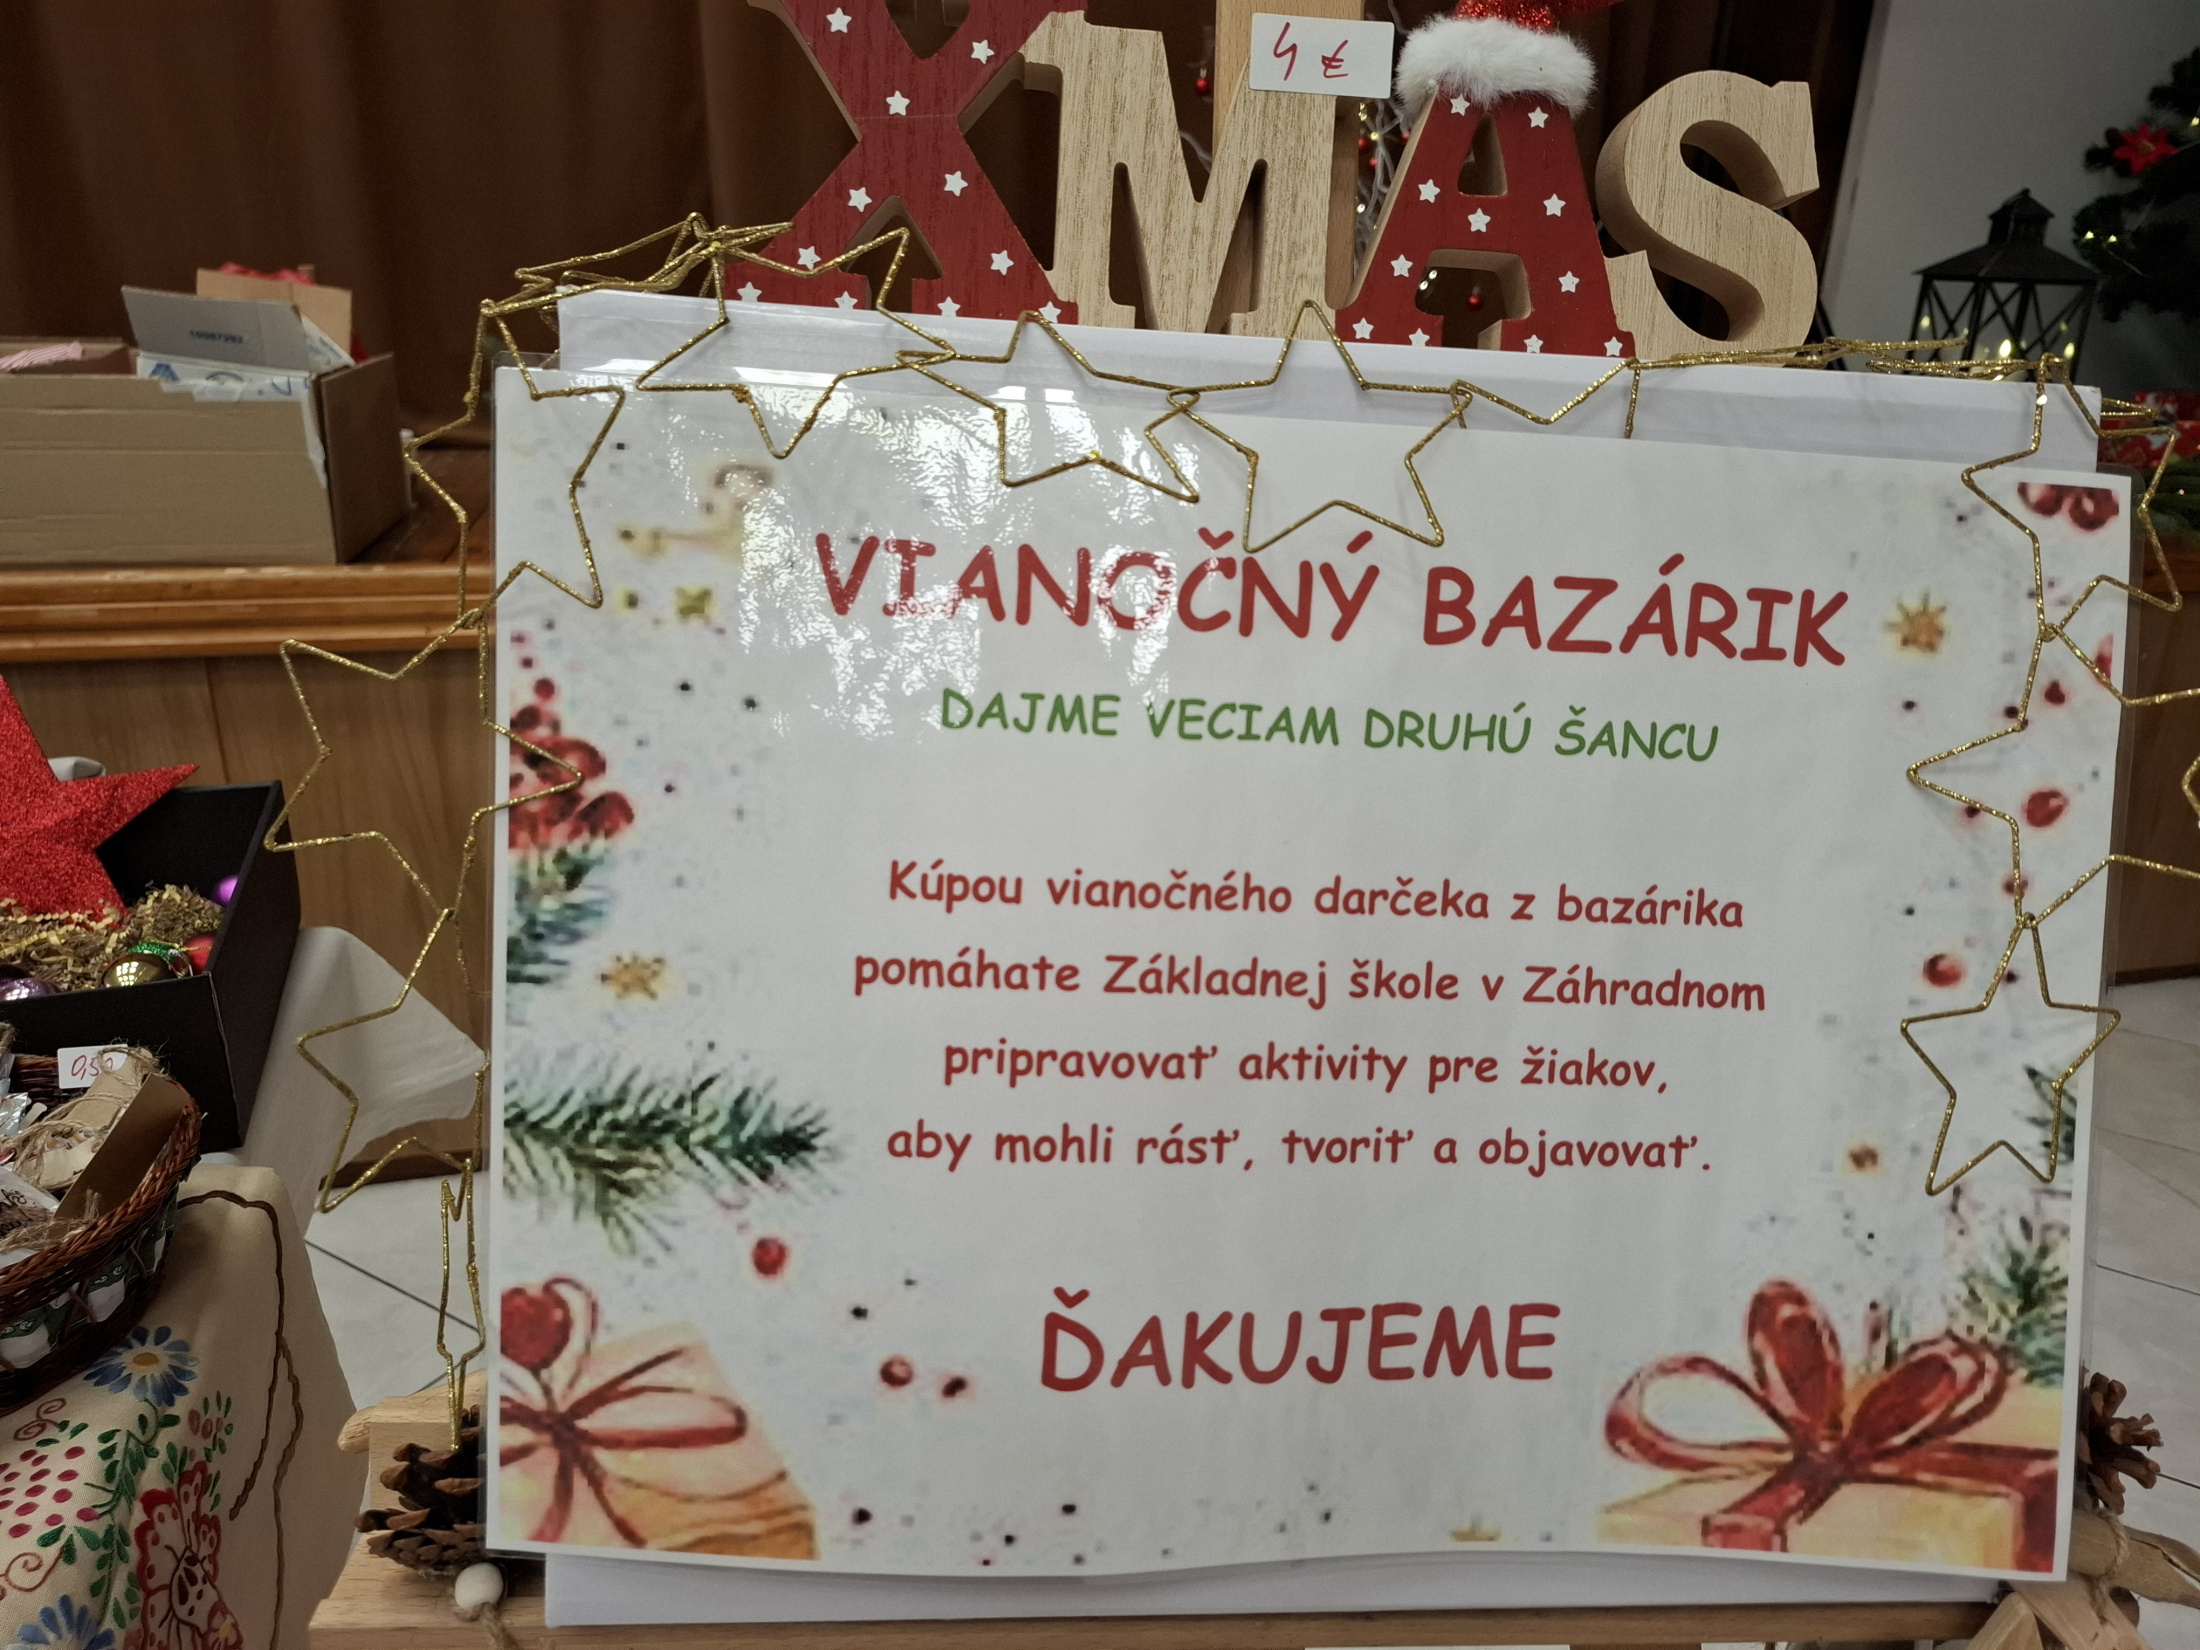 4 €
XMAS
10087393
VIANOČNÝ BAZÁRIK
DAJME VECIAM DRUHÚ ŠANCU
Kúpou vianočného darčeka z bazárika
pomáhate Základnej škole v Záhradnom
pripravovať aktivity pre žiakov,
aby mohli rásť, tvoriť a objavovať.
ĎAKUJEME